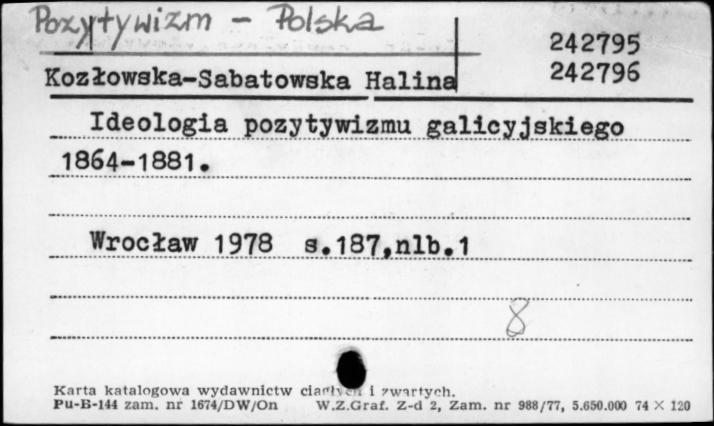 Pozytywizm - Polska
242795
Kozłowska-Sabatowska Halina
242796
Ideologia pozytywizmu galicyjskiego
1864-1881.
Wrocław 1978 s.187,nlb.1
8
Karta katalogowa wydawnictw ciągłych i zwartych.
Pu-B-144 zam. nr 1674/DW/On W.Z.Graf. Z-d 2, Zam. nr 988/77, 5.650.000 74 × 120